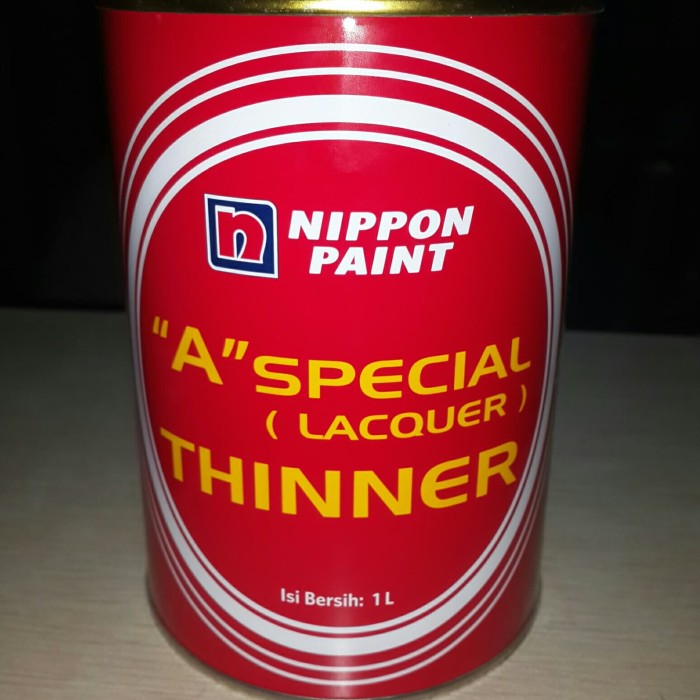 n
NIPPON
PAINT
"A" SPECIAL
( LACQUER )
THINNER
Isi Bersih: 1 L